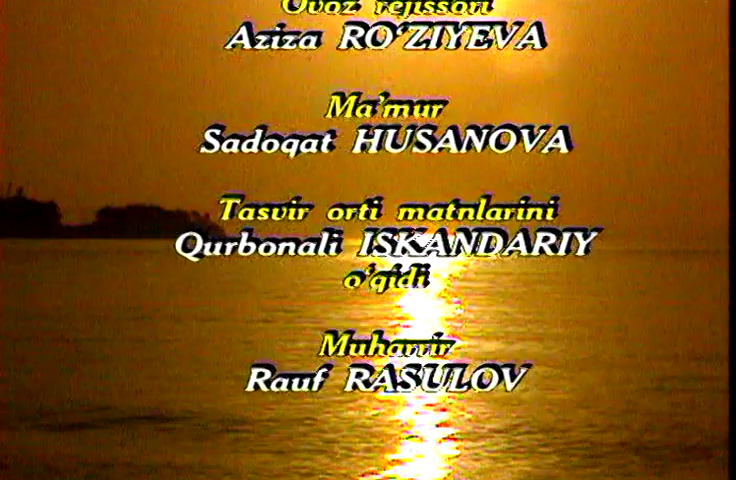 Ovoz rejissori
Aziza RO‘ZIYEVA
Ma’mur
Sadoqat HUSANOVA
Tasvir orti matnlarini
Qurbonali ISKANDARIY
o‘qidi
Muharrir
Rauf RASULOV